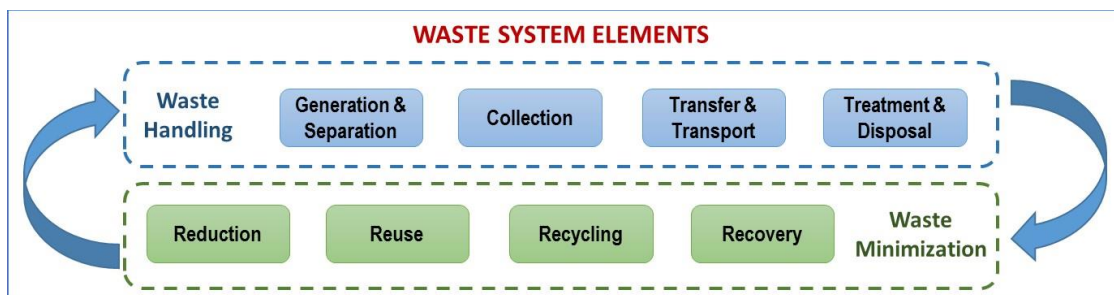 WASTE SYSTEM ELEMENTS
Waste
Handling
Generation &
Separation
Collection
Transfer &
Transport
Treatment &
Disposal
Reduction
Reuse
Recycling
Recovery
Waste
Minimization